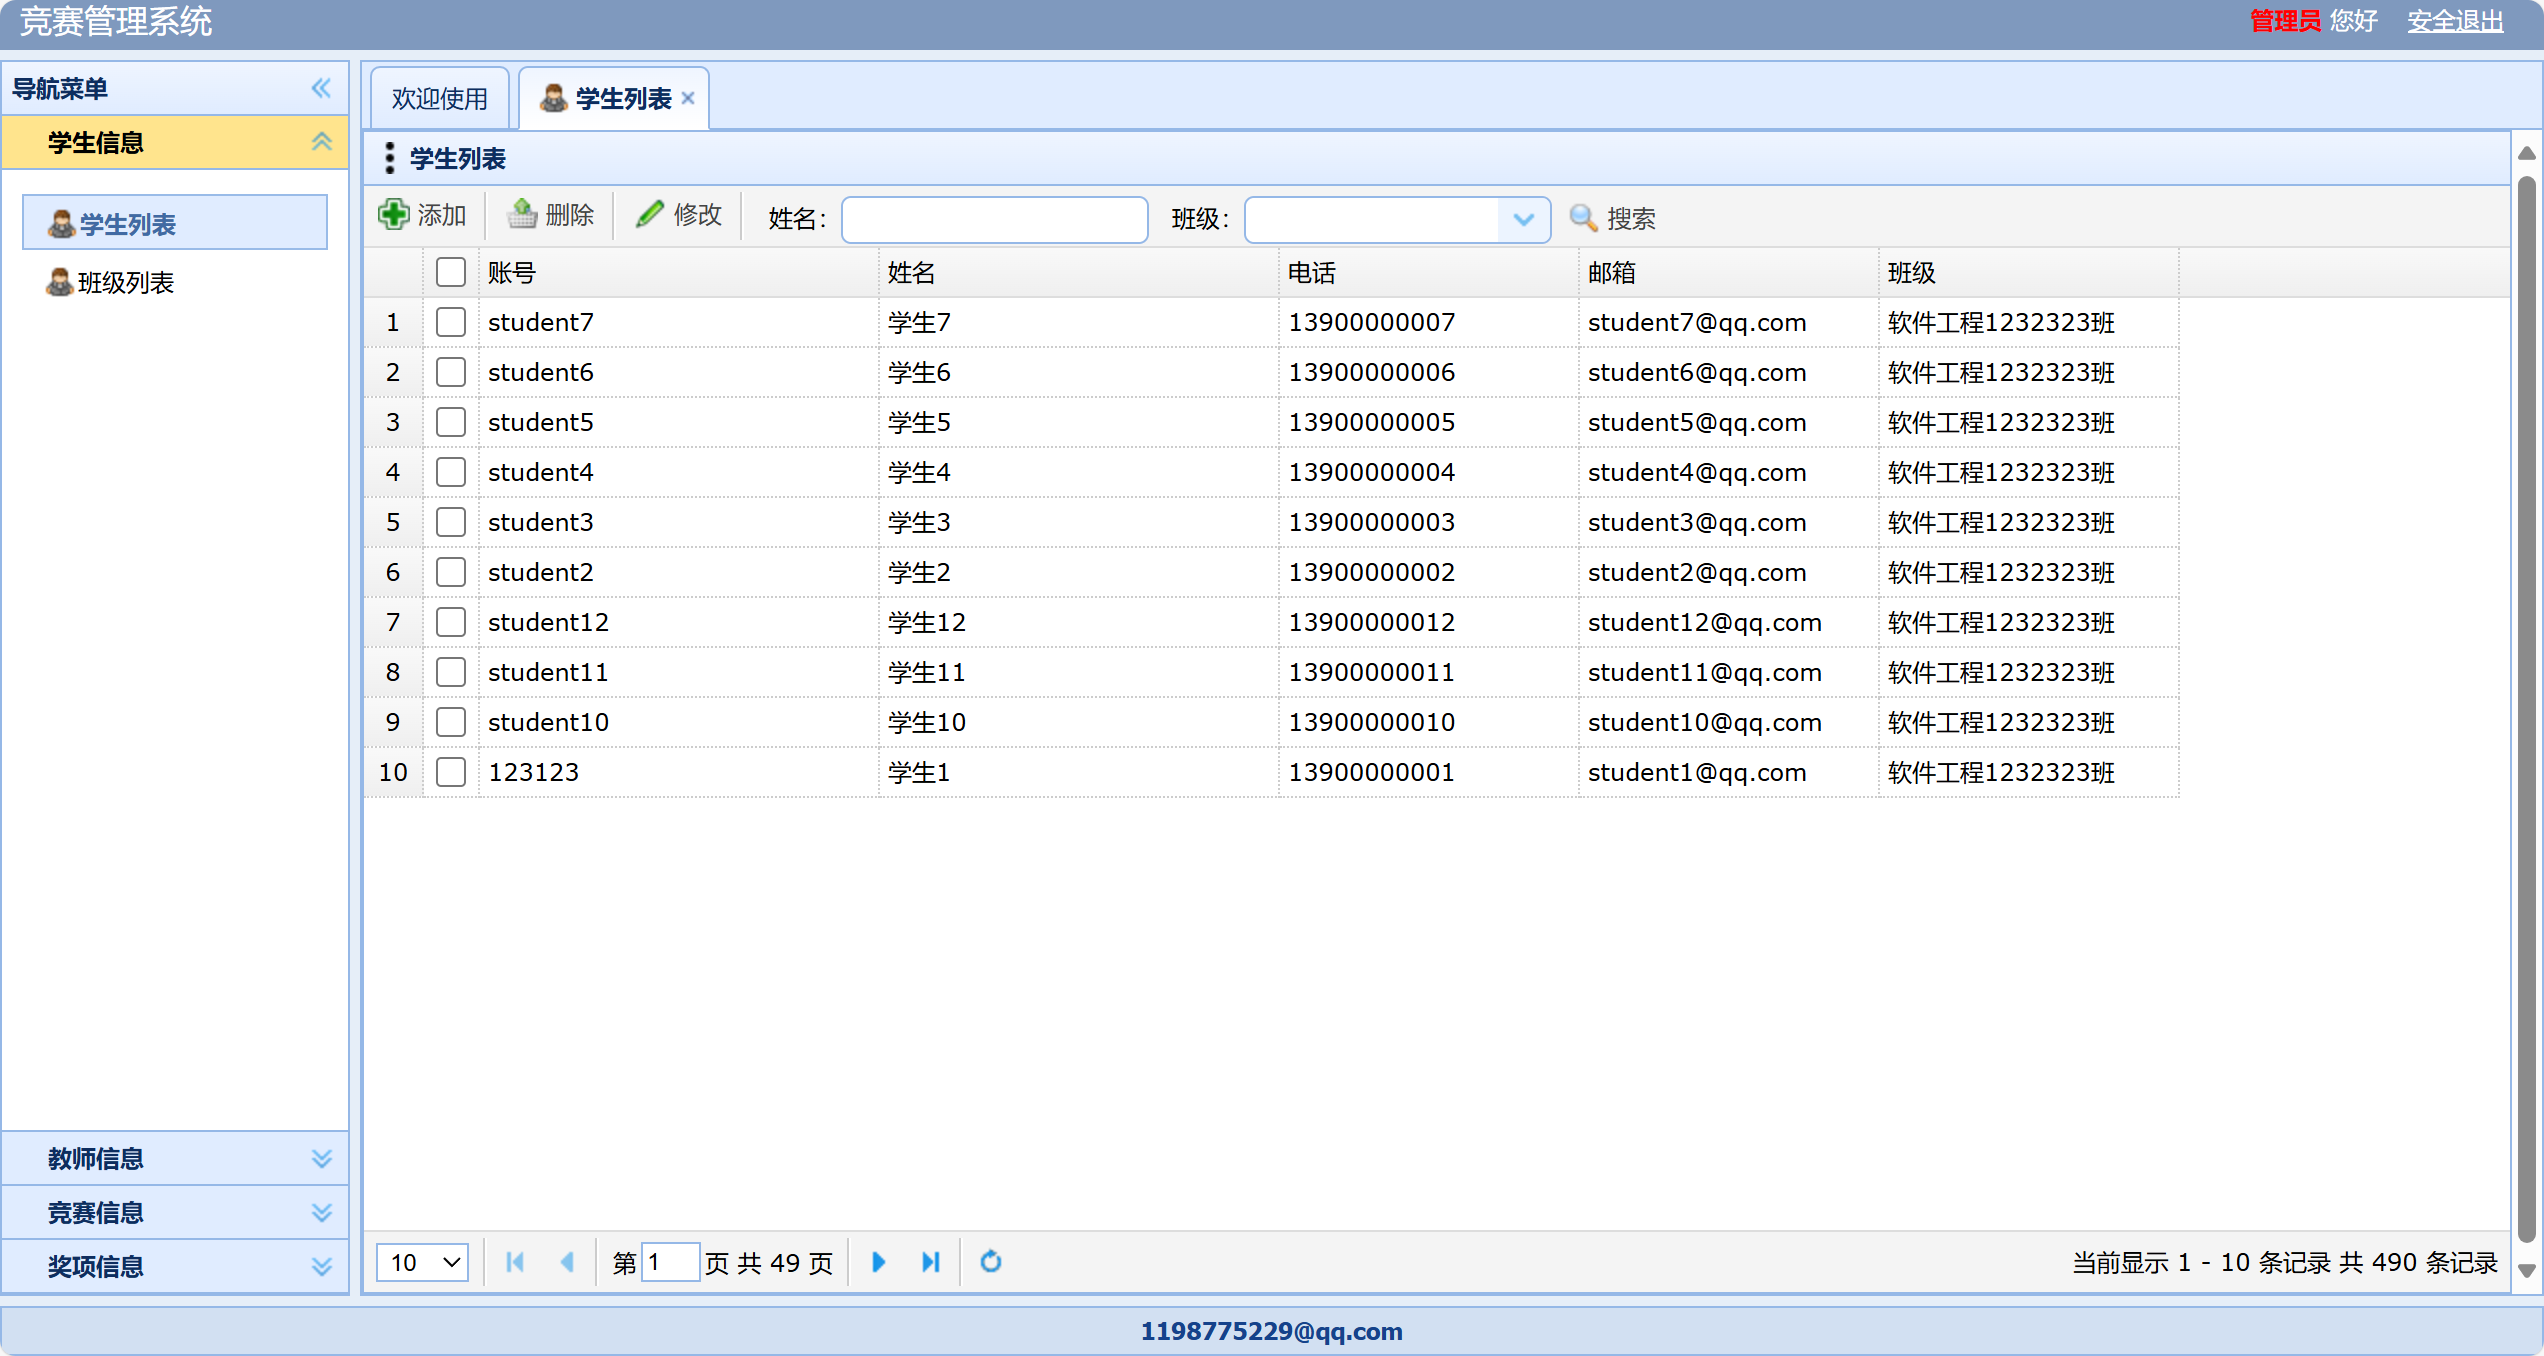 竞赛管理系统
管理员 您好 安全退出
导航菜单
学生信息
学生列表
班级列表
教师信息
竞赛信息
奖项信息
欢迎使用 学生列表
学生列表
添加 删除 修改 姓名: 班级: 搜索
账号 姓名 电话 邮箱 班级
1 student7 学生7 13900000007 student7@qq.com 软件工程1232323班
2 student6 学生6 13900000006 student6@qq.com 软件工程1232323班
3 student5 学生5 13900000005 student5@qq.com 软件工程1232323班
4 student4 学生4 13900000004 student4@qq.com 软件工程1232323班
5 student3 学生3 13900000003 student3@qq.com 软件工程1232323班
6 student2 学生2 13900000002 student2@qq.com 软件工程1232323班
7 student12 学生12 13900000012 student12@qq.com 软件工程1232323班
8 student11 学生11 13900000011 student11@qq.com 软件工程1232323班
9 student10 学生10 13900000010 student10@qq.com 软件工程1232323班
10 123123 学生1 13900000001 student1@qq.com 软件工程1232323班
10 第 1 页 共 49 页 当前显示 1 - 10 条记录 共 490 条记录
1198775229@qq.com